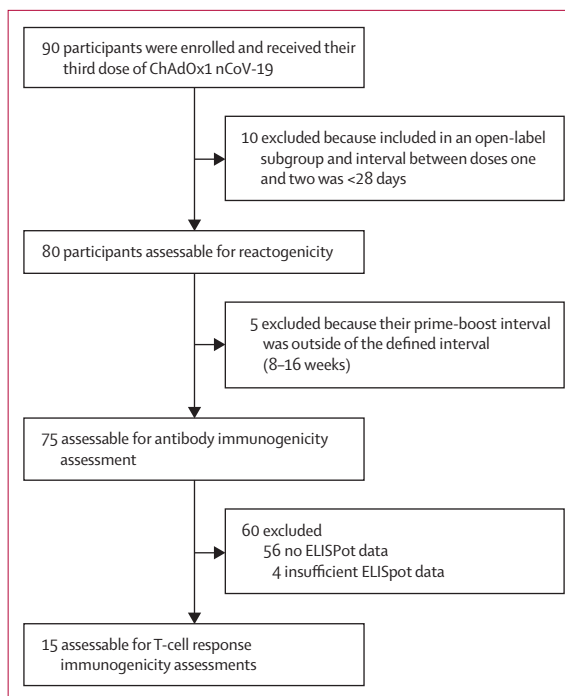 90 participants were enrolled and received their
third dose of ChAdOx1 nCoV-19
10 excluded because included in an open-label
subgroup and interval between doses one
and two was <28 days
80 participants assessable for reactogenicity
5 excluded because their prime-boost interval
was outside of the defined interval
(8–16 weeks)
75 assessable for antibody immunogenicity
assessment
60 excluded
56 no ELISPot data
4 insufficient ELISpot data
15 assessable for T-cell response
immunogenicity assessments